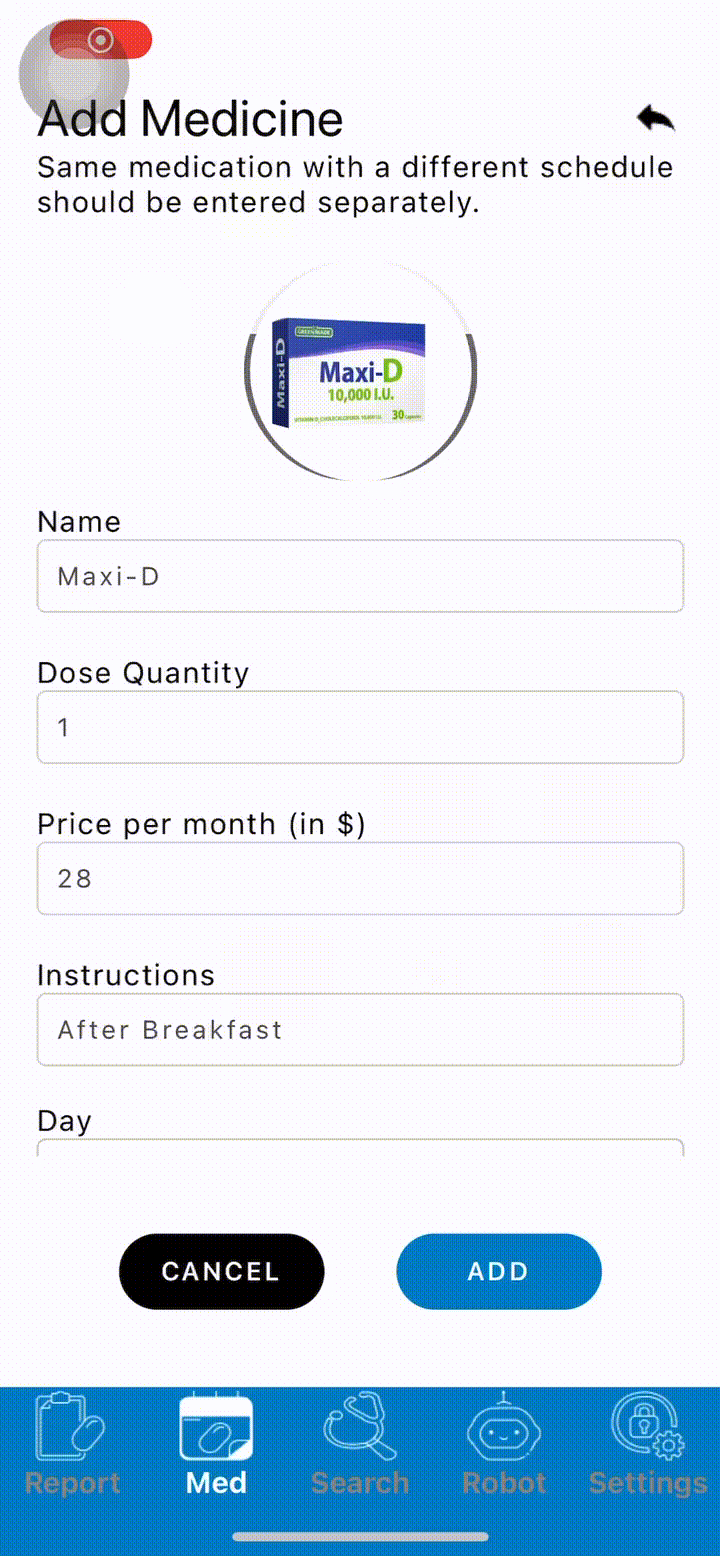 Add Medicine
Same medication with a different schedule
should be entered separately.
Maxi-D
Maxi-D
10,000 I.U.
30
Name
Maxi-D
Dose Quantity
1
Price per month (in $)
28
Instructions
After Breakfast
Day
CANCEL
ADD
Report
Med
Search
Robot
Settings